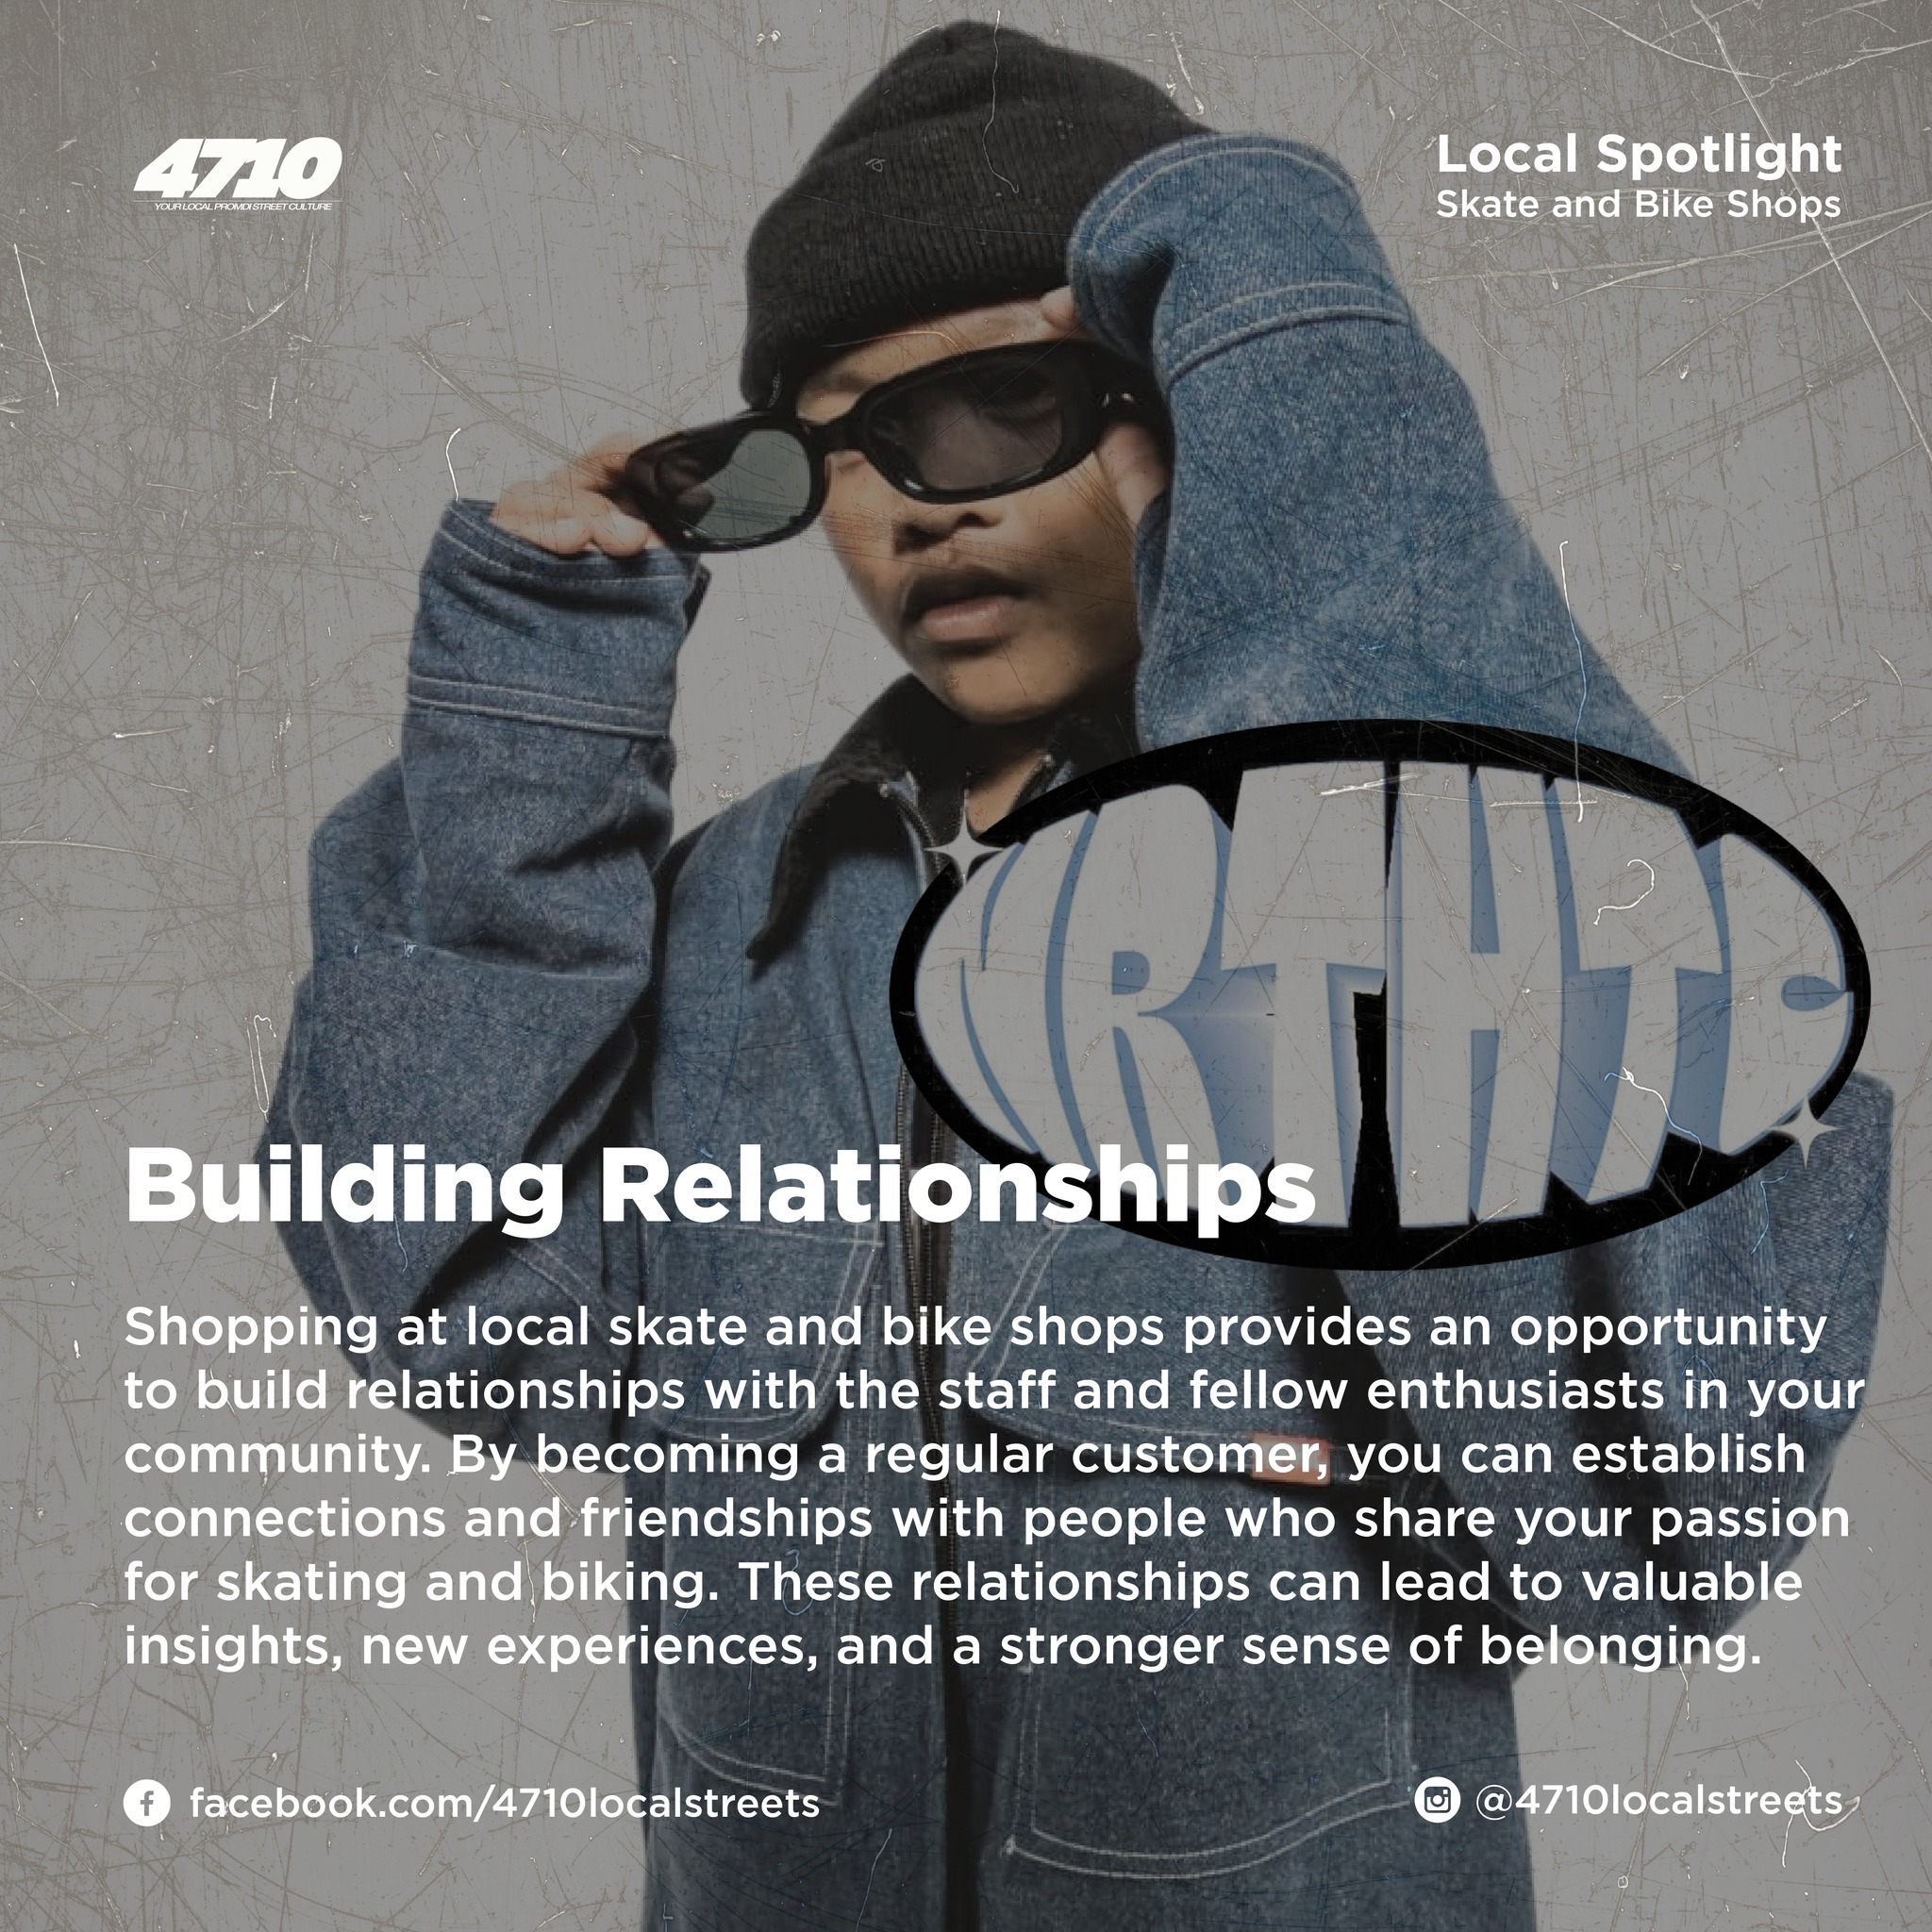 4710
YOUR LOCAL PROMDI STREET CULTURE
Local Spotlight
Skate and Bike Shops
NRTHTE
Building Relationships
Shopping at local skate and bike shops provides an opportunity
to build relationships with the staff and fellow enthusiasts in your
community. By becoming a regular customer, you can establish
connections and friendships with people who share your passion
for skating and biking. These relationships can lead to valuable
insights, new experiences, and a stronger sense of belonging.
facebook.com/4710localstreets
@4710localstreets